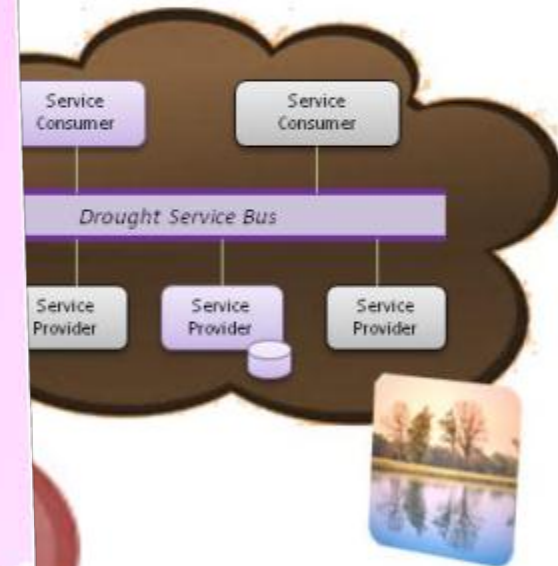 Service
Consumer
Service
Consumer
Drought Service Bus
Service
Provider
Service
Provider
Service
Provider